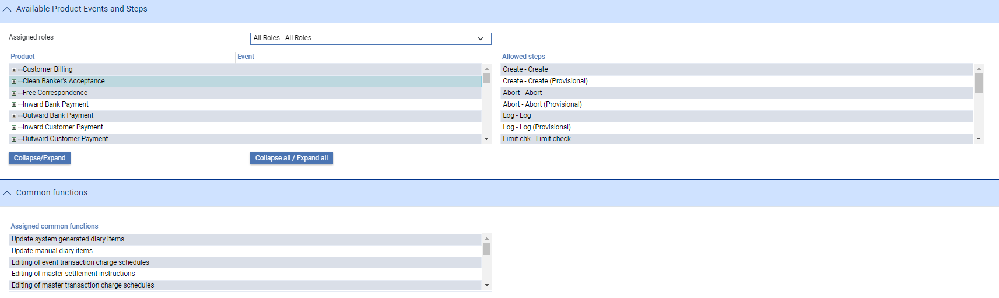 Available Product Events and Steps
Assigned roles
All Roles - All Roles
Product Event
Customer Billing
Clean Banker's Acceptance
Free Correspondence
Inward Bank Payment
Outward Bank Payment
Inward Customer Payment
Outward Customer Payment
Allowed steps
Create - Create
Create - Create (Provisional)
Abort - Abort
Abort - Abort (Provisional)
Log - Log
Log - Log (Provisional)
Limit chk - Limit check
Collapse/Expand
Collapse all / Expand all
Common functions
Assigned common functions
Update system generated diary items
Update manual diary items
Editing of event transaction charge schedules
Editing of master settlement instructions
Editing of master transaction charge schedules